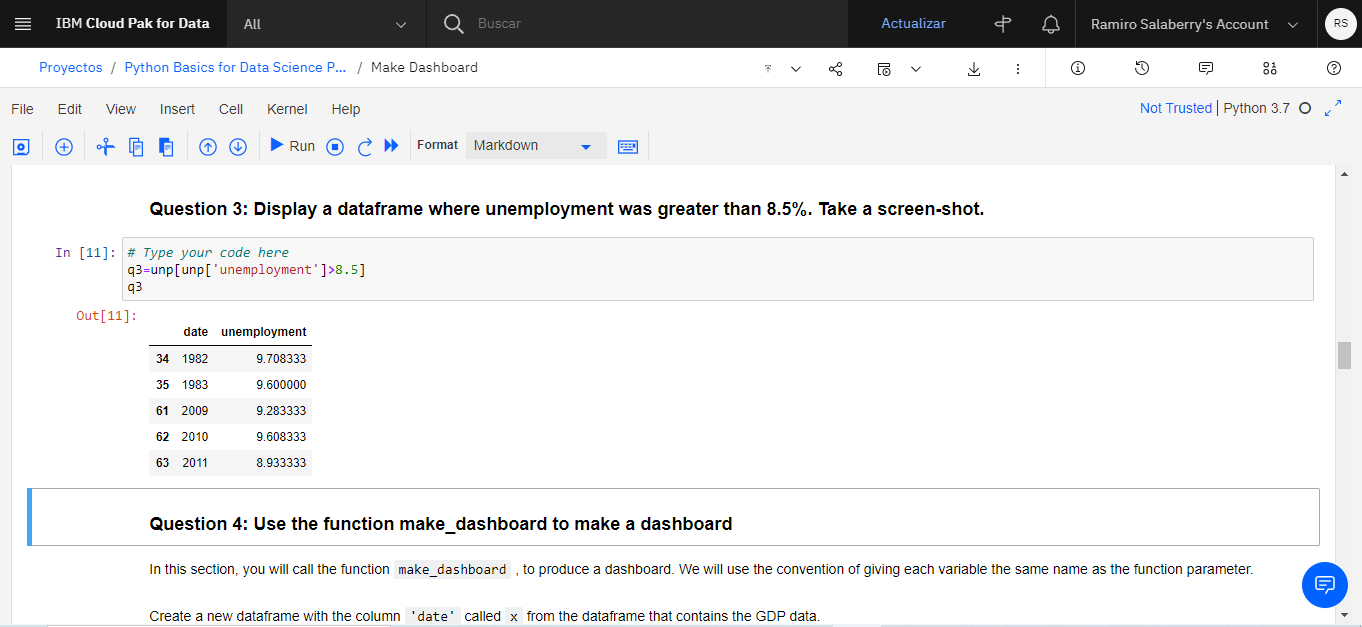 IBM Cloud Pak for Data All Buscar Actualizar Ramiro Salaberry's Account RS
Proyectos / Python Basics for Data Science P... / Make Dashboard
File Edit View Insert Cell Kernel Help Not Trusted | Python 3.7
Run Format Markdown
Question 3: Display a dataframe where unemployment was greater than 8.5%. Take a screen-shot.
In [11]: # Type your code here
q3=unp[unp['unemployment']>8.5]
q3
Out[11]:
date unemployment
34 1982 9.708333
35 1983 9.600000
61 2009 9.283333
62 2010 9.608333
63 2011 8.933333
Question 4: Use the function make_dashboard to make a dashboard
In this section, you will call the function make_dashboard , to produce a dashboard. We will use the convention of giving each variable the same name as the function parameter.
Create a new dataframe with the column 'date' called x from the dataframe that contains the GDP data.